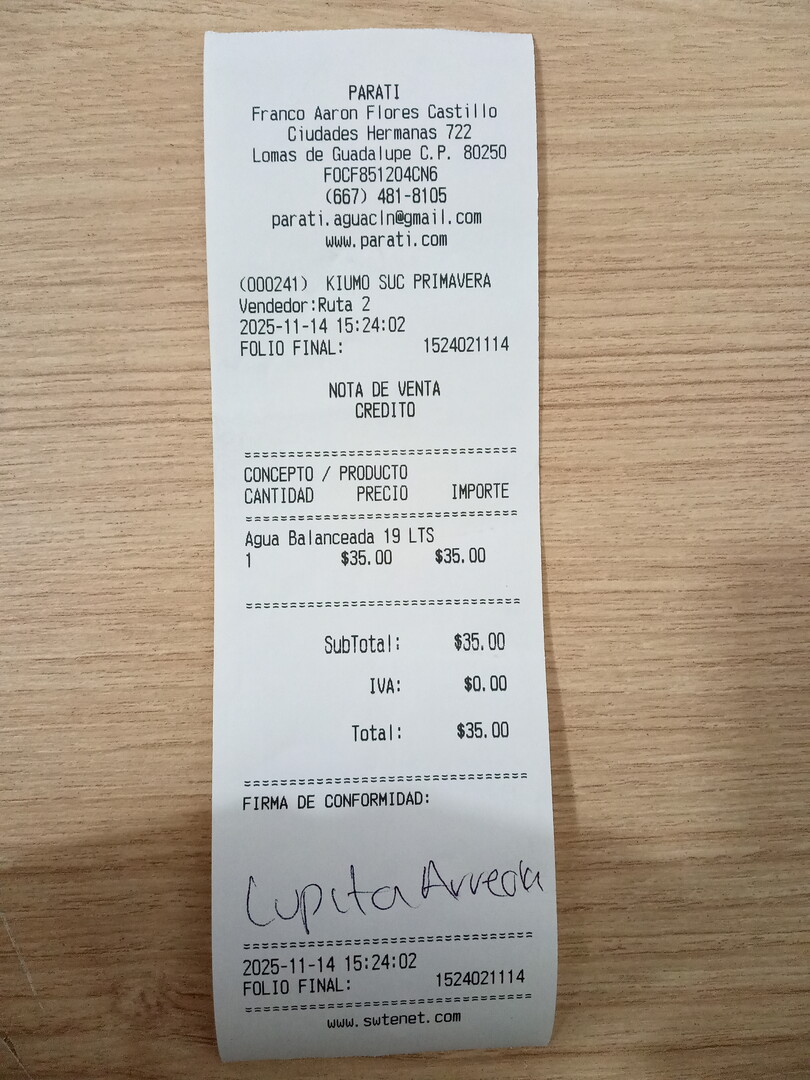 PARATI
Franco Aaron Flores Castillo
Ciudades Hermanas 722
Lomas de Guadalupe C.P. 80250
FOCF851204CN6
(667) 481-8105
parati.aguacln@gmail.com
www.parati.com
(000241) KIUMO SUC PRIMAVERA
Vendedor:Ruta 2
2025-11-14 15:24:02
FOLIO FINAL: 1524021114
NOTA DE VENTA
CREDITO
CONCEPTO / PRODUCTO
CANTIDAD PRECIO IMPORTE
Agua Balanceada 19 LTS
1 $35.00 $35.00
SubTotal: $35.00
IVA: $0.00
Total: $35.00
FIRMA DE CONFORMIDAD:
Lupita
2025-11-14 15:24:02
FOLIO FINAL: 1524021114
www.swtenet.com